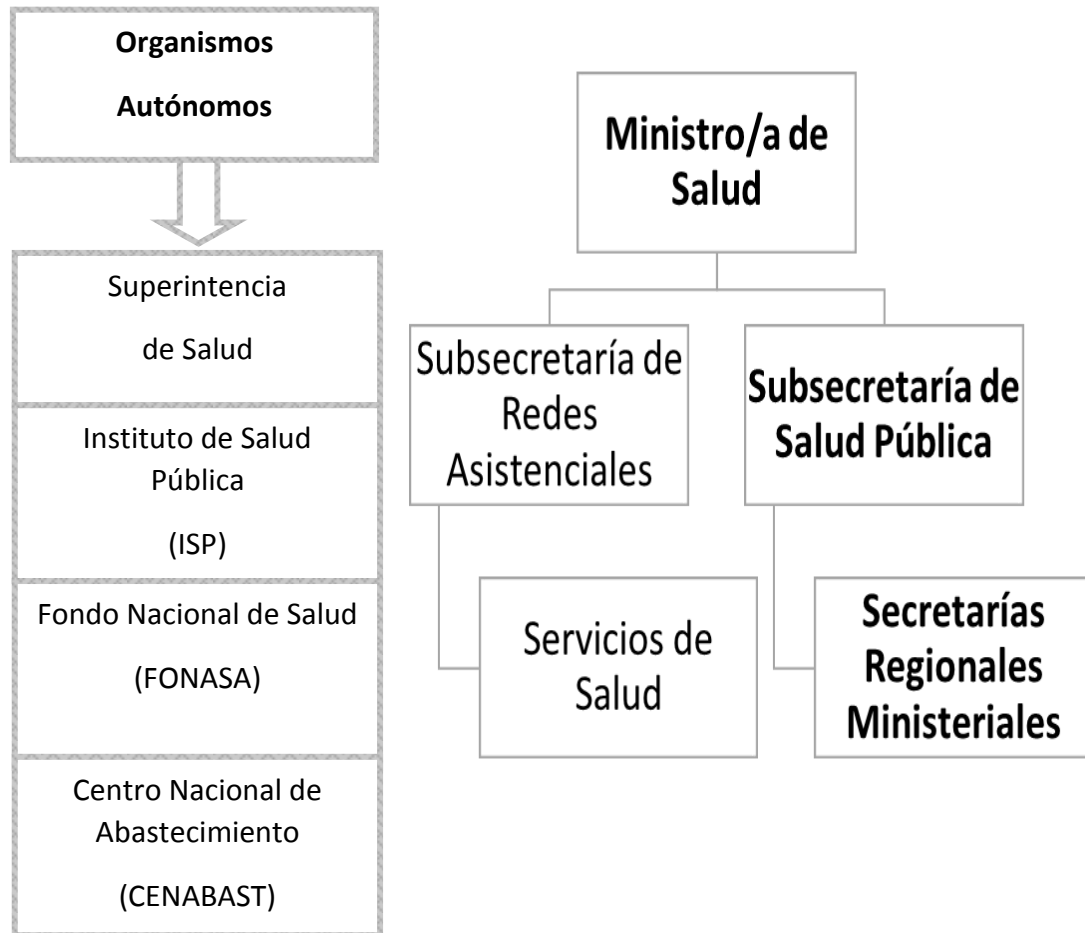 Organismos
Autónomos
Superintencia
de Salud
Instituto de Salud
Pública
(ISP)
Fondo Nacional de Salud
(FONASA)
Centro Nacional de
Abastecimiento
(CENABAST)
Ministro/a de
Salud
Subsecretaría de
Redes
Asistenciales
Subsecretaría de
Salud Pública
Servicios de
Salud
Secretarías
Regionales
Ministeriales